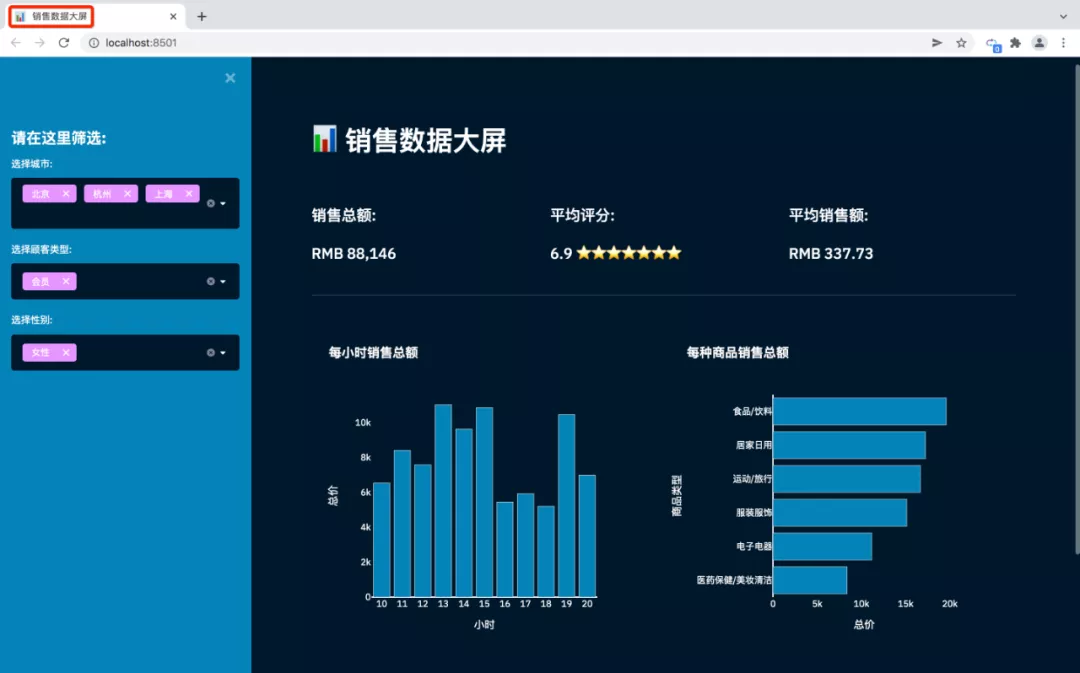 销售数据大屏
localhost:8501
请在这里筛选:
选择城市:
北京 杭州 上海
选择顾客类型:
会员
选择性别:
女性
销售数据大屏
销售总额: 平均评分: 平均销售额:
RMB 88,146 6.9 ⭐⭐⭐⭐⭐⭐⭐ RMB 337.73
每小时销售总额
10k
8k
6k
4k
2k
0
总价
10 11 12 13 14 15 16 17 18 19 20
小时
每种商品销售总额
食品/饮料
居家日用
运动/旅行
服装服饰
电子电器
医药保健/美妆清洁
商品类型
0 5k 10k 15k 20k
总价